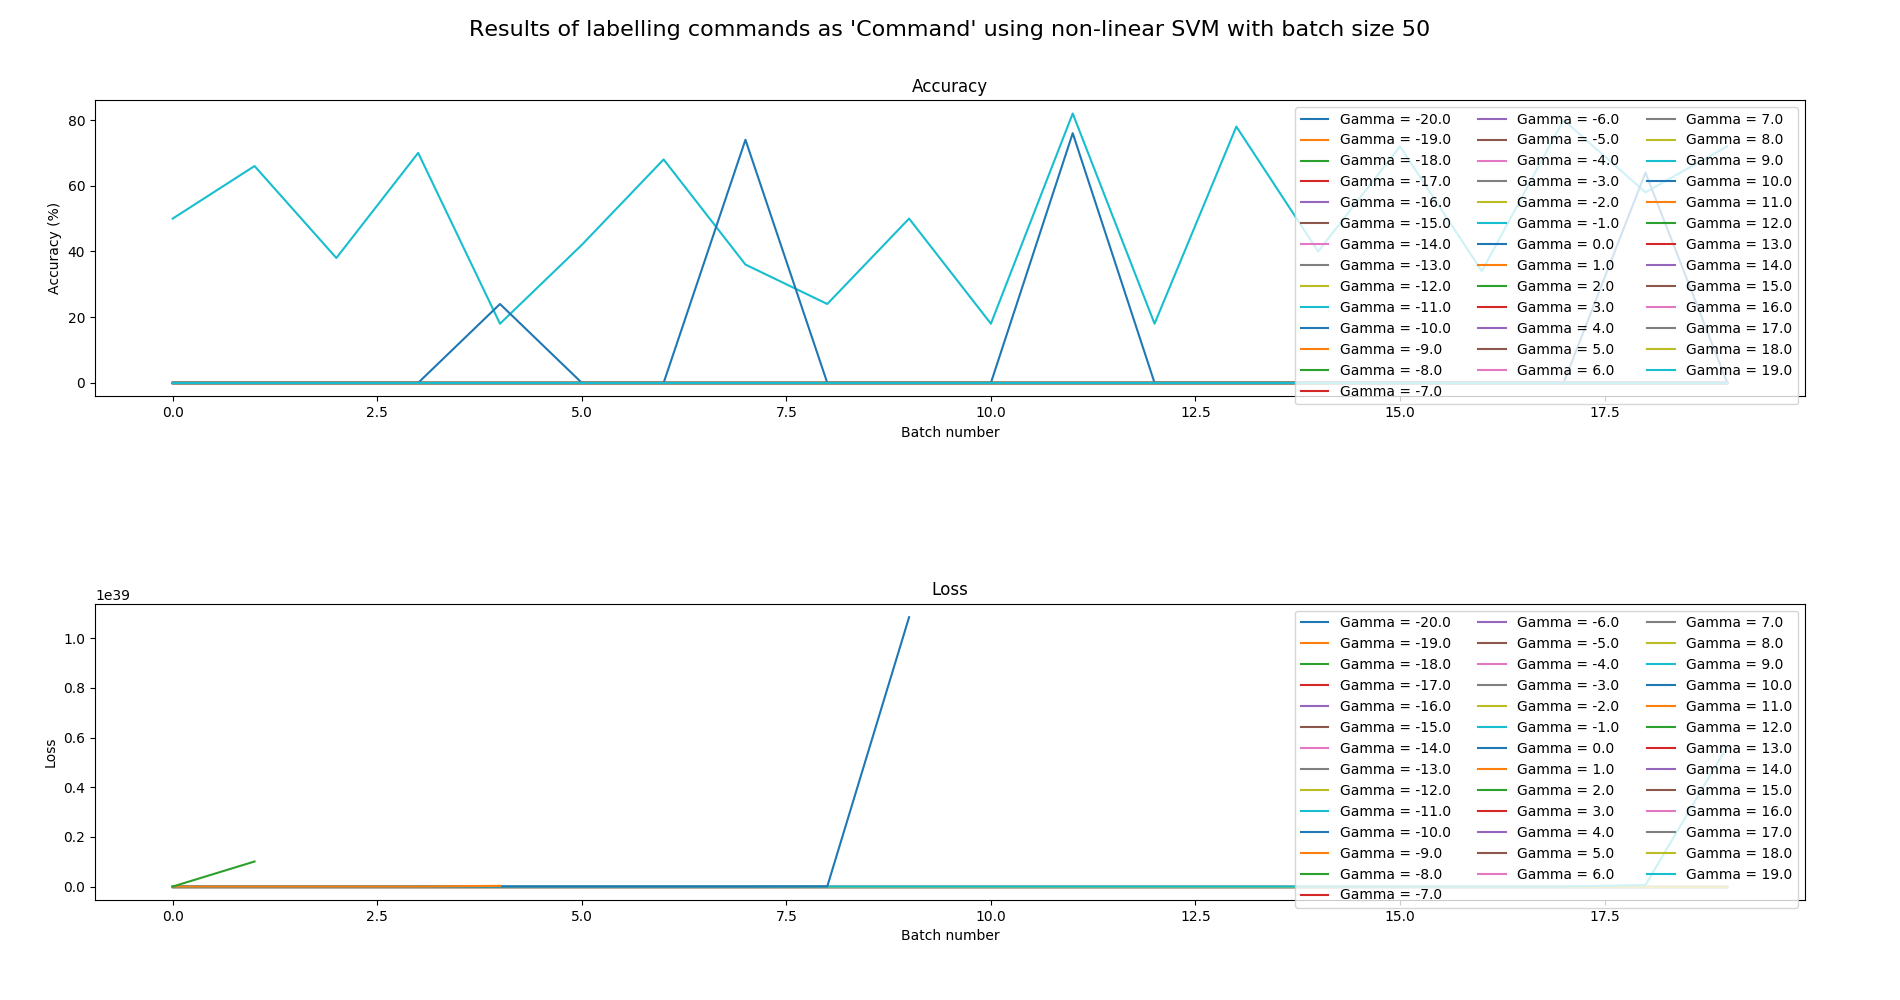 Results of labelling commands as 'Command' using non-linear SVM with batch size 50
Accuracy
Accuracy (%)
80
60
40
20
0
0.0 2.5 5.0 7.5 10.0 12.5 15.0 17.5
Batch number
Gamma = -20.0 Gamma = -6.0 Gamma = 7.0
Gamma = -19.0 Gamma = -5.0 Gamma = 8.0
Gamma = -18.0 Gamma = -4.0 Gamma = 9.0
Gamma = -17.0 Gamma = -3.0 Gamma = 10.0
Gamma = -16.0 Gamma = -2.0 Gamma = 11.0
Gamma = -15.0 Gamma = -1.0 Gamma = 12.0
Gamma = -14.0 Gamma = 0.0 Gamma = 13.0
Gamma = -13.0 Gamma = 1.0 Gamma = 14.0
Gamma = -12.0 Gamma = 2.0 Gamma = 15.0
Gamma = -11.0 Gamma = 3.0 Gamma = 16.0
Gamma = -10.0 Gamma = 4.0 Gamma = 17.0
Gamma = -9.0 Gamma = 5.0 Gamma = 18.0
Gamma = -8.0 Gamma = 6.0 Gamma = 19.0
Gamma = -7.0
Loss
1e39
Loss
1.0
0.8
0.6
0.4
0.2
0.0
0.0 2.5 5.0 7.5 10.0 12.5 15.0 17.5
Batch number
Gamma = -20.0 Gamma = -6.0 Gamma = 7.0
Gamma = -19.0 Gamma = -5.0 Gamma = 8.0
Gamma = -18.0 Gamma = -4.0 Gamma = 9.0
Gamma = -17.0 Gamma = -3.0 Gamma = 10.0
Gamma = -16.0 Gamma = -2.0 Gamma = 11.0
Gamma = -15.0 Gamma = -1.0 Gamma = 12.0
Gamma = -14.0 Gamma = 0.0 Gamma = 13.0
Gamma = -13.0 Gamma = 1.0 Gamma = 14.0
Gamma = -12.0 Gamma = 2.0 Gamma = 15.0
Gamma = -11.0 Gamma = 3.0 Gamma = 16.0
Gamma = -10.0 Gamma = 4.0 Gamma = 17.0
Gamma = -9.0 Gamma = 5.0 Gamma = 18.0
Gamma = -8.0 Gamma = 6.0 Gamma = 19.0
Gamma = -7.0